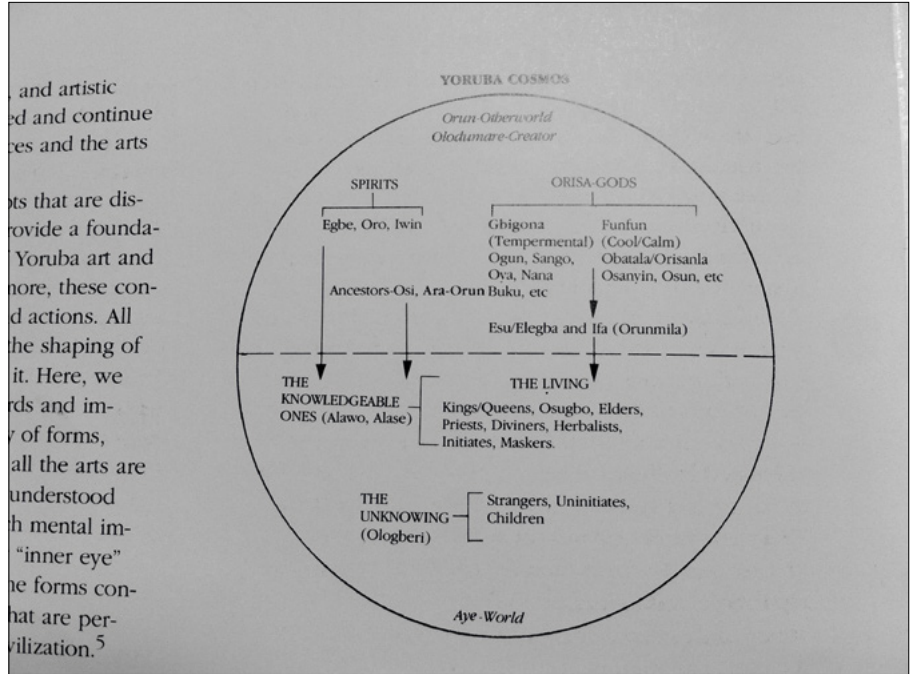 , and artistic
ed and continue
ces and the arts
ots that are dis-
rovide a founda-
Yoruba art and
more, these con-
d actions. All
the shaping of
it. Here, we
rds and im-
y of forms,
all the arts are
understood
ch mental im-
"inner eye"
ne forms con-
hat are per-
vilization.5
YORUBA COSMOS
Orun-Otherworld
Olodumare-Creator
SPIRITS
Egbe, Oro, Iwin
ORISA-GODS
Gbigona
(Tempermental)
Ogun, Sango,
Oya, Nana
Buku, etc
Funfun
(Cool/Calm)
Obatala/Orisanla
Osanyin, Osun, etc
Ancestors-Osi, Ara-Orun
Esu/Elegba and Ifa (Orunmila)
THE
KNOWLEDGEABLE
ONES (Alawo, Alase)
THE LIVING
Kings/Queens, Osugbo, Elders,
Priests, Diviners, Herbalists,
Initiates, Maskers.
THE
UNKNOWING
(Ologberi)
Strangers, Uninitiates,
Children
Aye-World